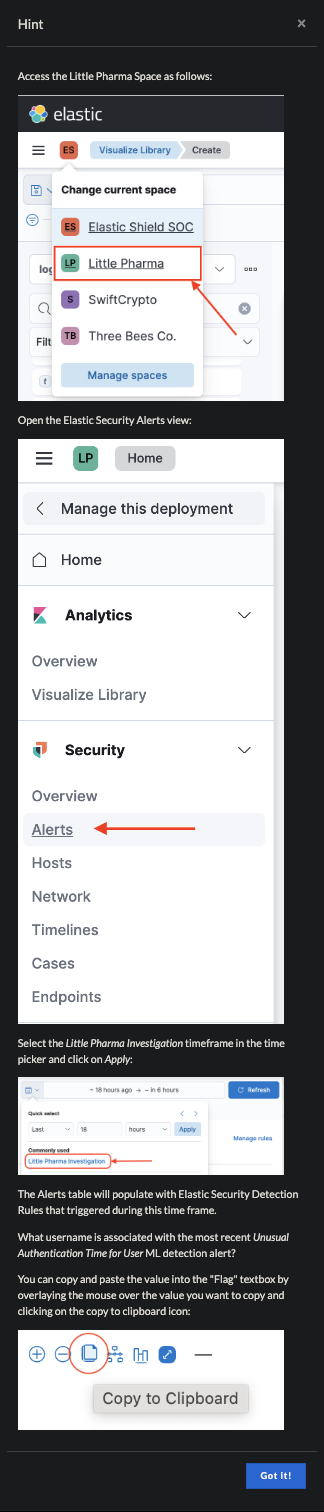 Hint
×
Access the Little Pharma Space as follows:
elastic
ES Visualize Library Create
Change current space
ES Elastic Shield SOC
log LP Little Pharma
S SwiftCrypto
Filt TB Three Bees Co.
t Manage spaces
Open the Elastic Security Alerts view:
LP Home
Manage this deployment
Home
Analytics
Overview
Visualize Library
Security
Overview
Alerts
Hosts
Network
Timelines
Cases
Endpoints
Select the Little Pharma Investigation timeframe in the time
picker and click on Apply:
~ 18 hours ago → ~ in 6 hours Refresh
Quick select
Last 18 hours Apply
Commonly used
Manage rules
Little Pharma Investigation
The Alerts table will populate with Elastic Security Detection
Rules that triggered during this time frame.
What username is associated with the most recent Unusual
Authentication Time for User ML detection alert?
You can copy and paste the value into the "Flag" textbox by
overlaying the mouse over the value you want to copy and
clicking on the copy to clipboard icon:
Copy to Clipboard
Got it!